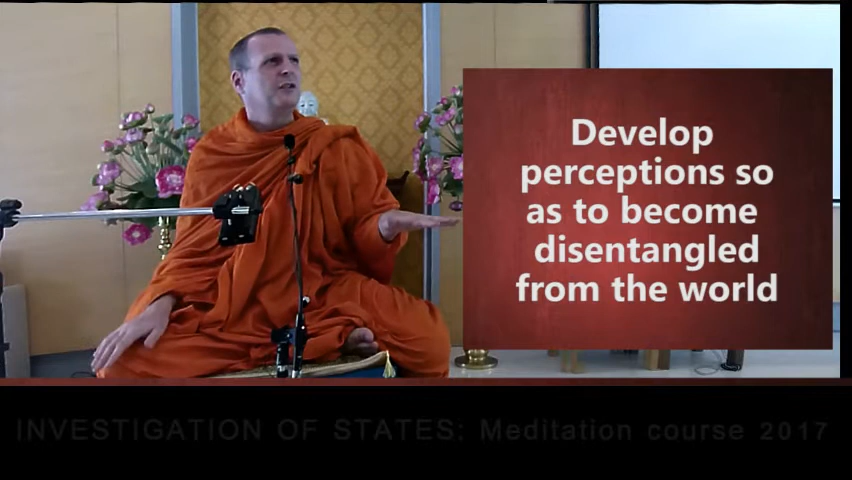 Develop
perceptions so
as to become
disentangled
from the world
INVESTIGATION OF STATES: Meditation course 2017